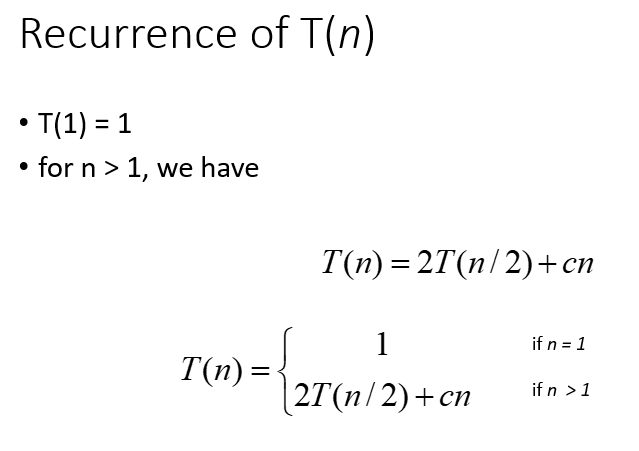 Recurrence of T(n)
• T(1) = 1
• for n > 1, we have
T(n) = 2T(n/2)+cn
1 if n = 1
T(n) = {
2T(n/2)+cn if n >1